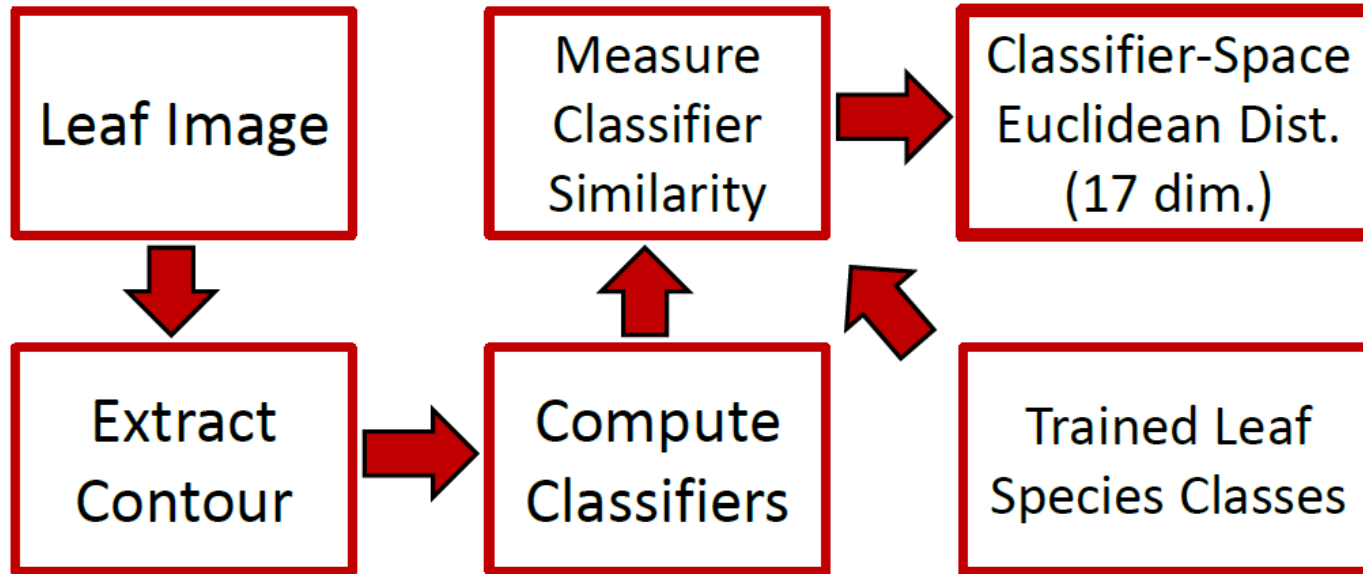 Leaf Image
Measure
Classifier
Similarity
Classifier-Space
Euclidean Dist.
(17 dim.)
Extract
Contour
Compute
Classifiers
Trained Leaf
Species Classes